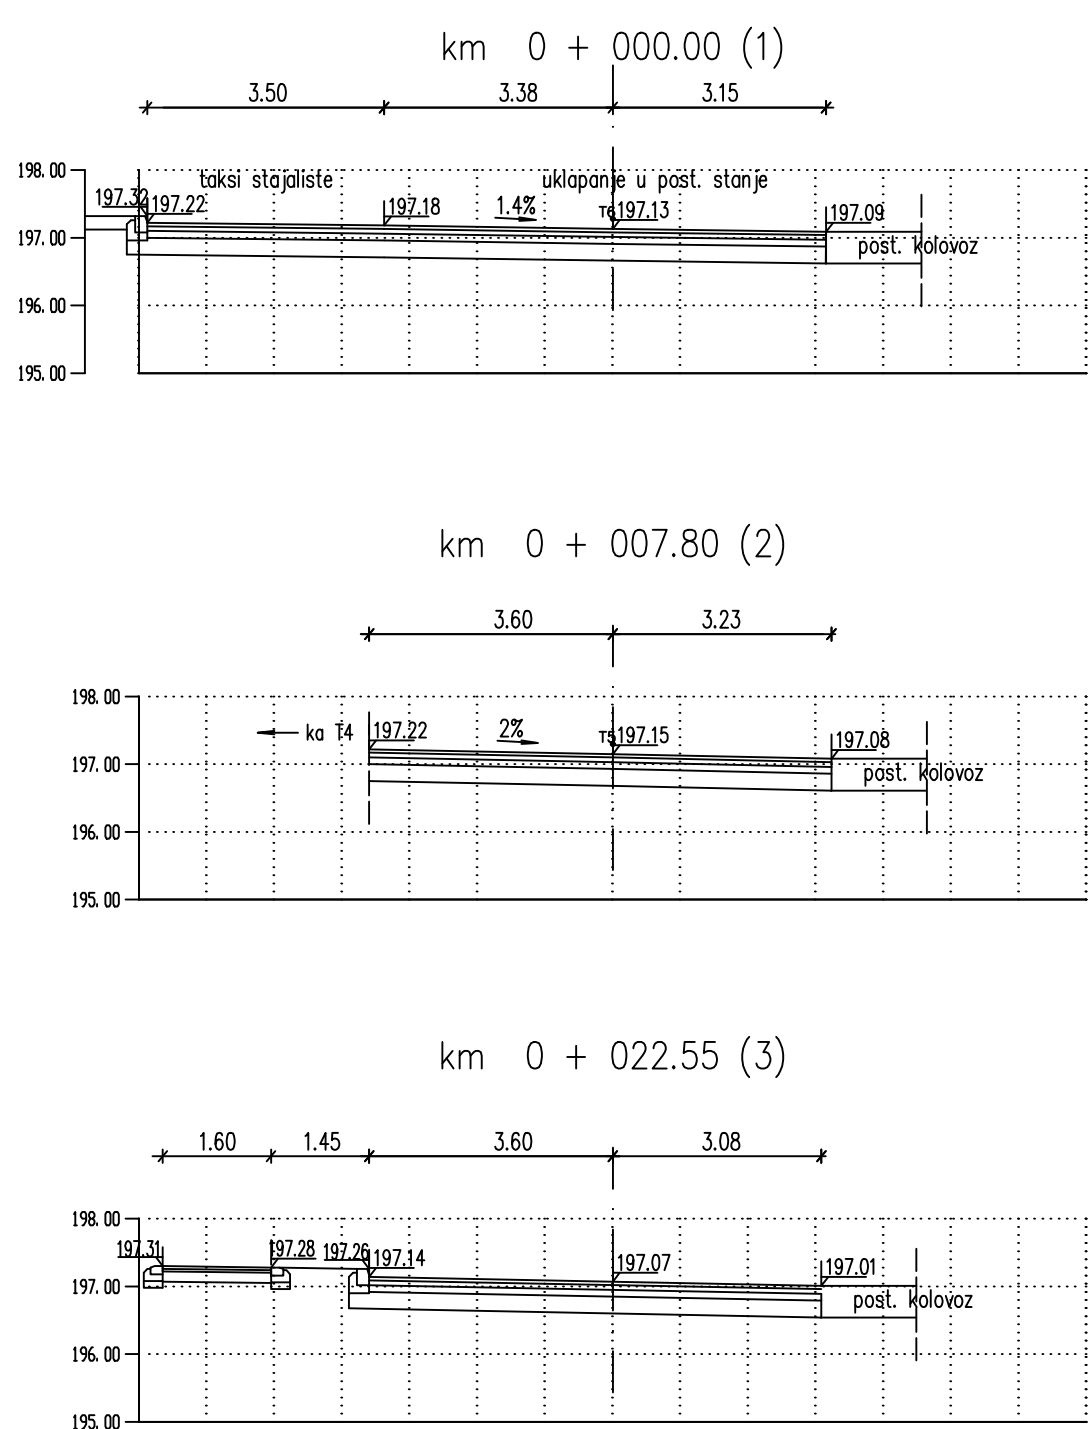 km 0 + 000.00 (1)
3.50 3.38 3.15
198.00
taksi stajaliste uklapanje u post. stanje
197.32 197.22 197.18 1.4% T6 197.13 197.09
197.00
post. kolovoz
196.00
195.00
km 0 + 007.80 (2)
3.60 3.23
198.00
ka T4 197.22 2% T5 197.15 197.08
197.00
post. kolovoz
196.00
195.00
km 0 + 022.55 (3)
1.60 1.45 3.60 3.08
198.00
197.31 197.28 197.26 197.14 197.07 197.01
197.00
post. kolovoz
196.00
195.00